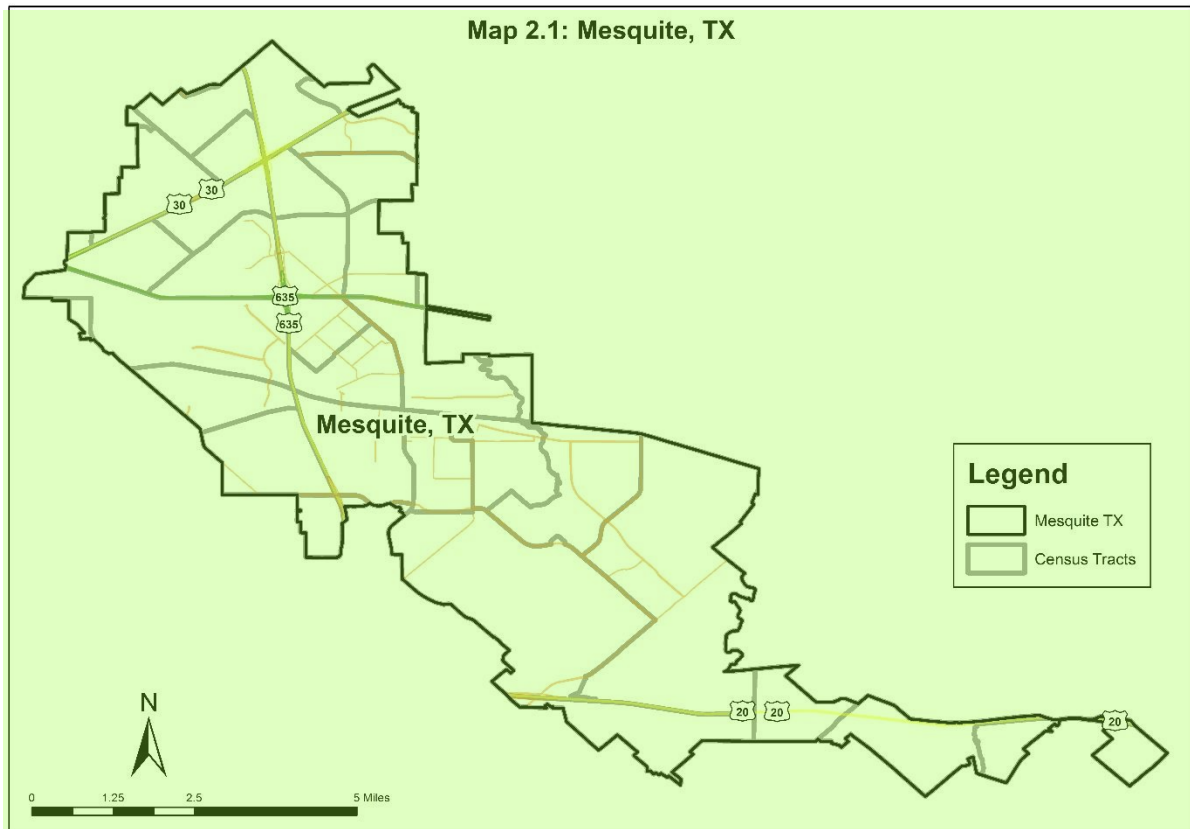 Map 2.1: Mesquite, TX
30
30
635
635
Mesquite, TX
Legend
Mesquite TX
Census Tracts
20
20
20
N
0 1.25 2.5 5 Miles